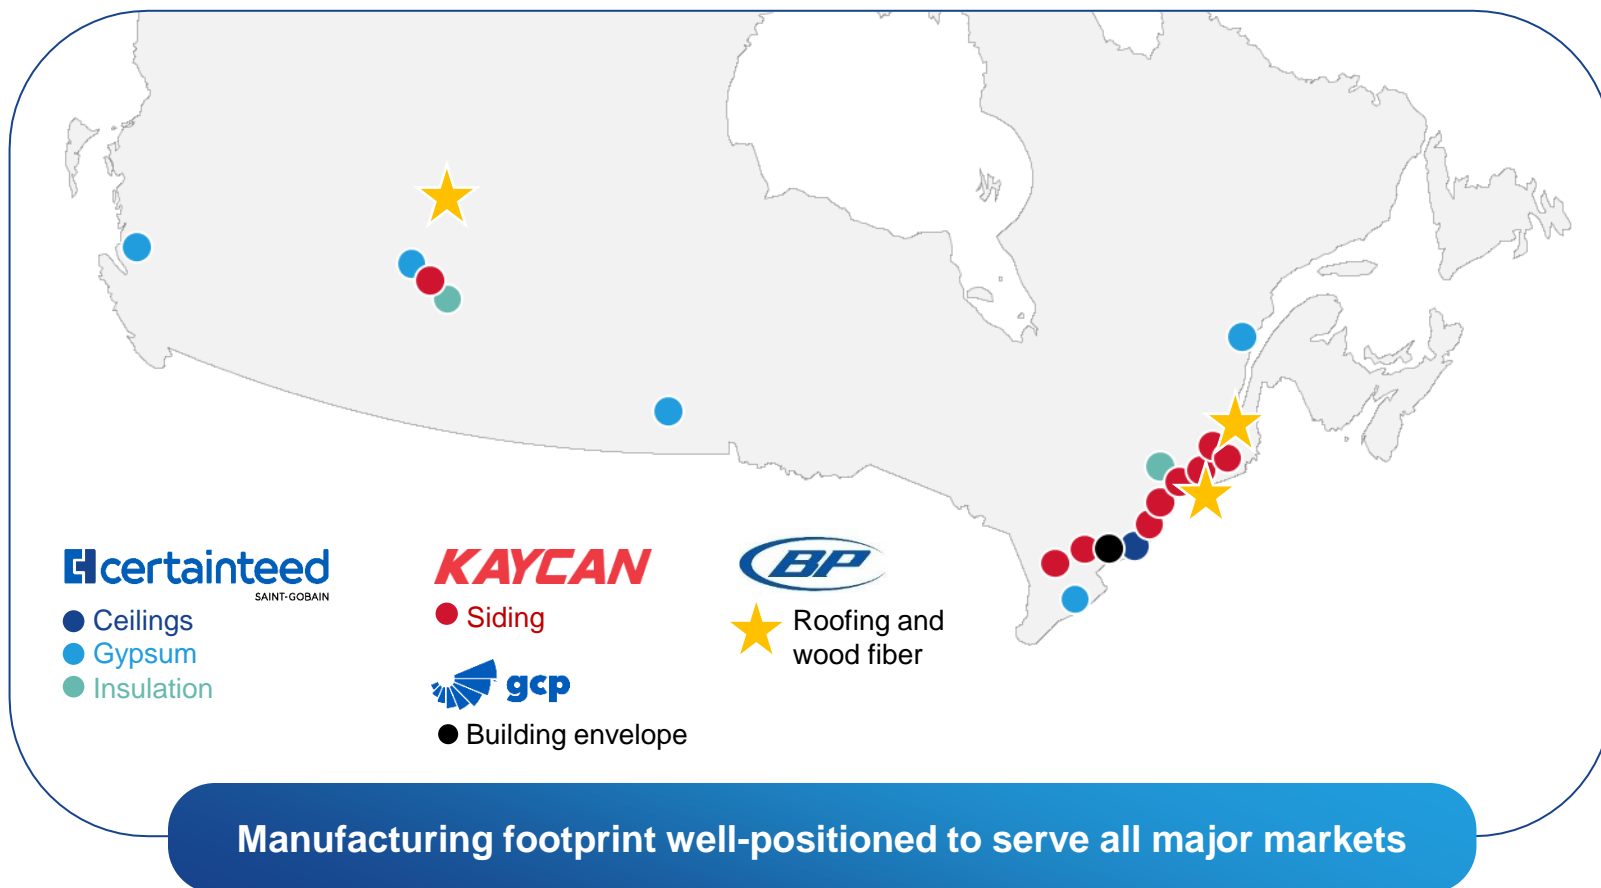 certainteed
SAINT-GOBAIN
Ceilings
Gypsum
Insulation
KAYCAN
Siding
gcp
Building envelope
BP
Roofing and
wood fiber
Manufacturing footprint well-positioned to serve all major markets